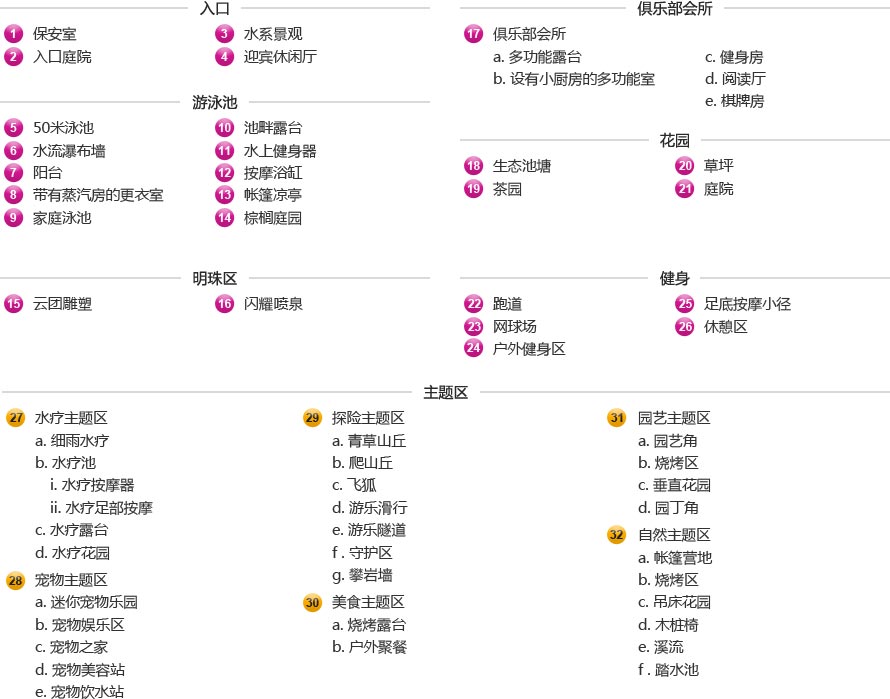 入口
1 保安室
2 入口庭院
3 水系景观
4 迎宾休闲厅
游泳池
5 50米泳池
6 水流瀑布墙
7 阳台
8 带有蒸汽房的更衣室
9 家庭泳池
10 池畔露台
11 水上健身器
12 按摩浴缸
13 帐篷凉亭
14 棕榈庭园
明珠区
15 云团雕塑
16 闪耀喷泉
俱乐部会所
17 俱乐部会所
a. 多功能露台
b. 设有小厨房的多功能室
c. 健身房
d. 阅读厅
e. 棋牌房
花园
18 生态池塘
19 茶园
20 草坪
21 庭院
健身
22 跑道
23 网球场
24 户外健身区
25 足底按摩小径
26 休憩区
主题区
27 水疗主题区
a. 细雨水疗
b. 水疗池
i. 水疗按摩器
ii. 水疗足部按摩
c. 水疗露台
d. 水疗花园
28 宠物主题区
a. 迷你宠物乐园
b. 宠物娱乐区
c. 宠物之家
d. 宠物美容站
e. 宠物饮水站
29 探险主题区
a. 青草山丘
b. 爬山丘
c. 飞狐
d. 游乐滑行
e. 游乐隧道
f . 守护区
g. 攀岩墙
30 美食主题区
a. 烧烤露台
b. 户外聚餐
31 园艺主题区
a. 园艺角
b. 烧烤区
c. 垂直花园
d. 园丁角
32 自然主题区
a. 帐篷营地
b. 烧烤区
c. 吊床花园
d. 木桩椅
e. 溪流
f . 踏水池